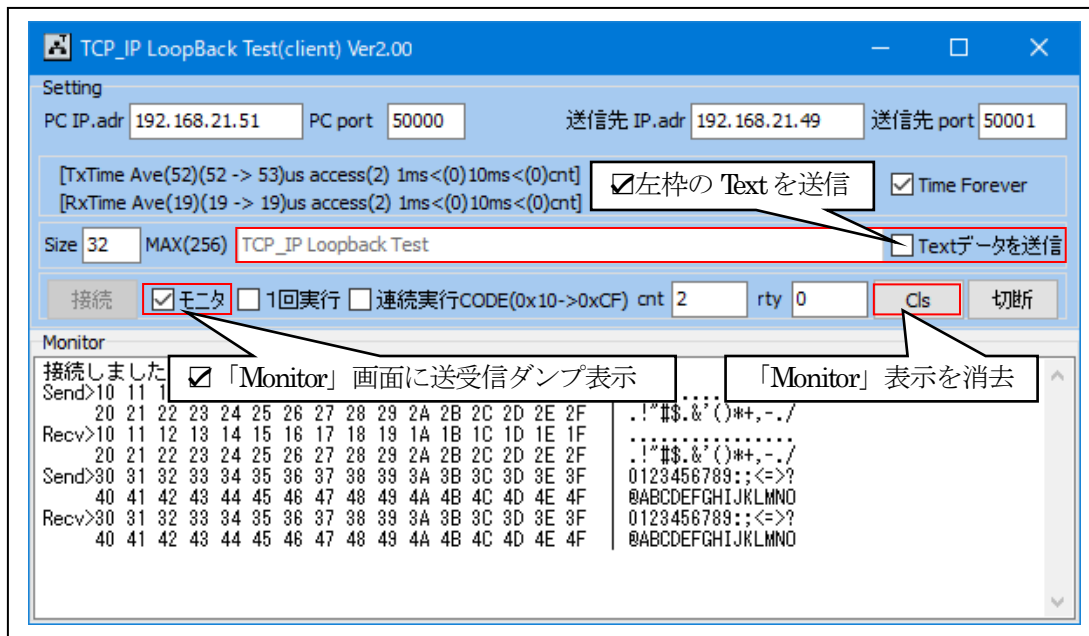 TCP_IP LoopBack Test(client) Ver2.00
Setting
PC IP.adr 192.168.21.51 PC port 50000 送信先 IP.adr 192.168.21.49 送信先 port 50001
[TxTime Ave(52)(52 -> 53)us access(2) 1ms<(0)10ms<(0)cnt]
[RxTime Ave(19)(19 -> 19)us access(2) 1ms<(0)10ms<(0)cnt]
☑左枠の Text を送信
☑ Time Forever
Size 32 MAX(256) TCP_IP Loopback Test □ Textデータを送信
接続 ☑ モニタ □ 1回実行 □ 連続実行CODE(0x10->0xCF) cnt 2 rty 0 Cls 切断
Monitor
☑「Monitor」画面に送受信ダンプ表示
「Monitor」表示を消去
接続しました
Send>10 11
20 21 22 23 24 25 26 27 28 29 2A 2B 2C 2D 2E 2F | .!"#$.&'()*+,-./
Recv>10 11 12 13 14 15 16 17 18 19 1A 1B 1C 1D 1E 1F | ................
20 21 22 23 24 25 26 27 28 29 2A 2B 2C 2D 2E 2F | .!"#$.&'()*+,-./
Send>30 31 32 33 34 35 36 37 38 39 3A 3B 3C 3D 3E 3F | 0123456789:;<=>?
40 41 42 43 44 45 46 47 48 49 4A 4B 4C 4D 4E 4F | @ABCDEFGHIJKLMNO
Recv>30 31 32 33 34 35 36 37 38 39 3A 3B 3C 3D 3E 3F | 0123456789:;<=>?
40 41 42 43 44 45 46 47 48 49 4A 4B 4C 4D 4E 4F | @ABCDEFGHIJKLMNO